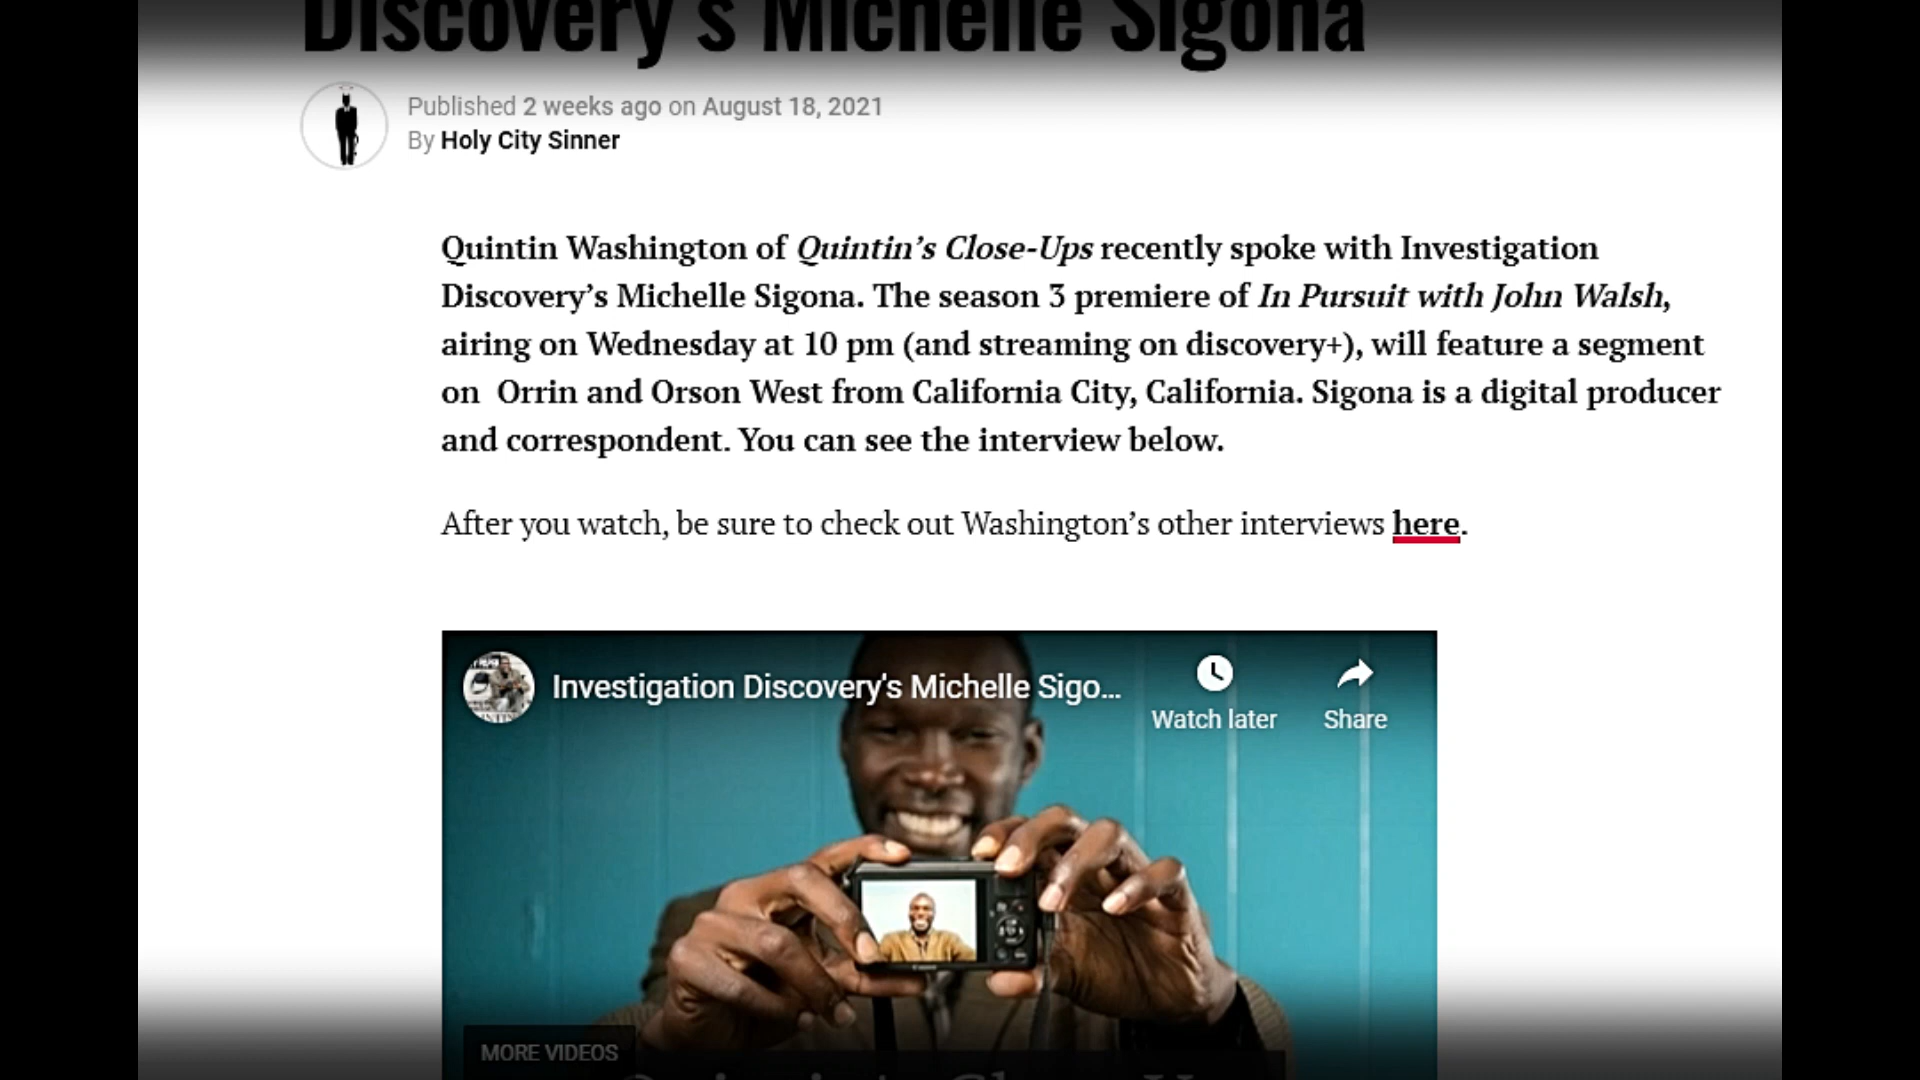 Discovery's Michelle Sigona
Published 2 weeks ago on August 18, 2021
By Holy City Sinner
Quintin Washington of Quintin’s Close-Ups recently spoke with Investigation
Discovery’s Michelle Sigona. The season 3 premiere of In Pursuit with John Walsh,
airing on Wednesday at 10 pm (and streaming on discovery+), will feature a segment
on Orrin and Orson West from California City, California. Sigona is a digital producer
and correspondent. You can see the interview below.
After you watch, be sure to check out Washington’s other interviews here.
Investigation Discovery's Michelle Sigo...
Watch later
Share
MORE VIDEOS